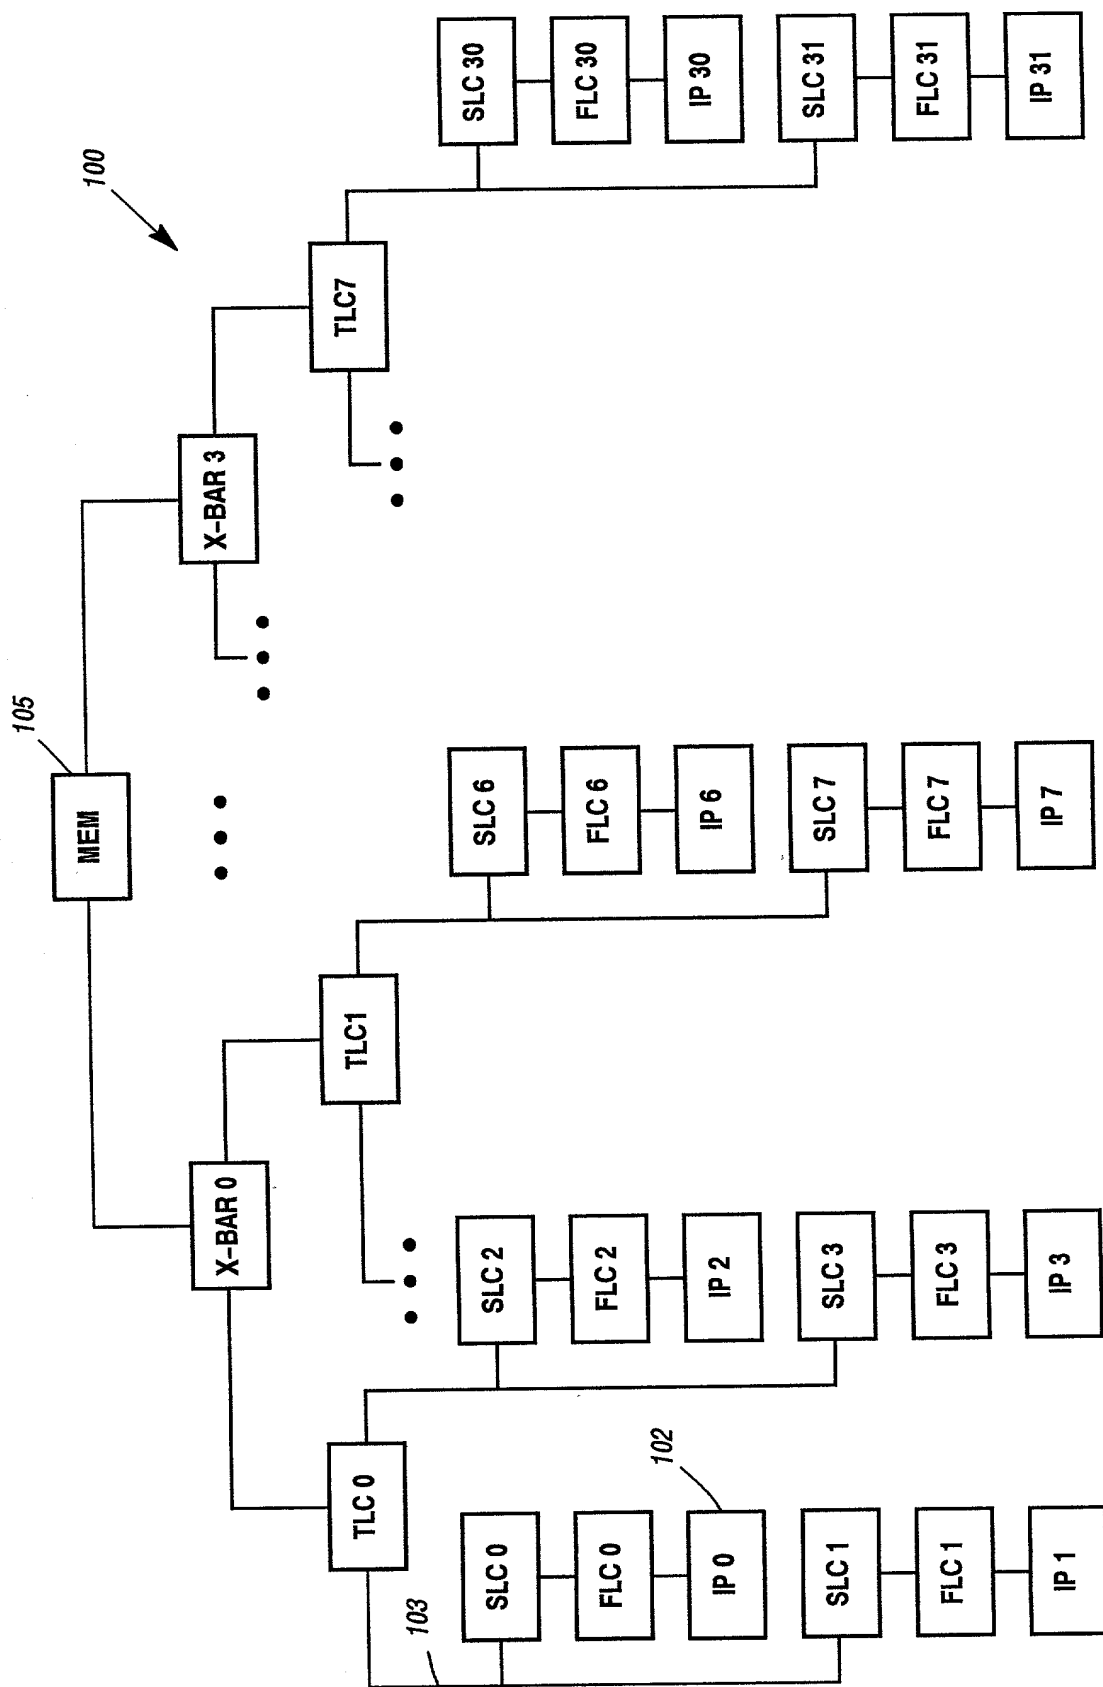 100
105
MEM
X-BAR 0
X-BAR 3
TLC 0
TLC1
TLC7
103
SLC 0
FLC 0
IP 0
102
SLC 1
FLC 1
IP 1
SLC 2
FLC 2
IP 2
SLC 3
FLC 3
IP 3
SLC 6
FLC 6
IP 6
SLC 7
FLC 7
IP 7
SLC 30
FLC 30
IP 30
SLC 31
FLC 31
IP 31